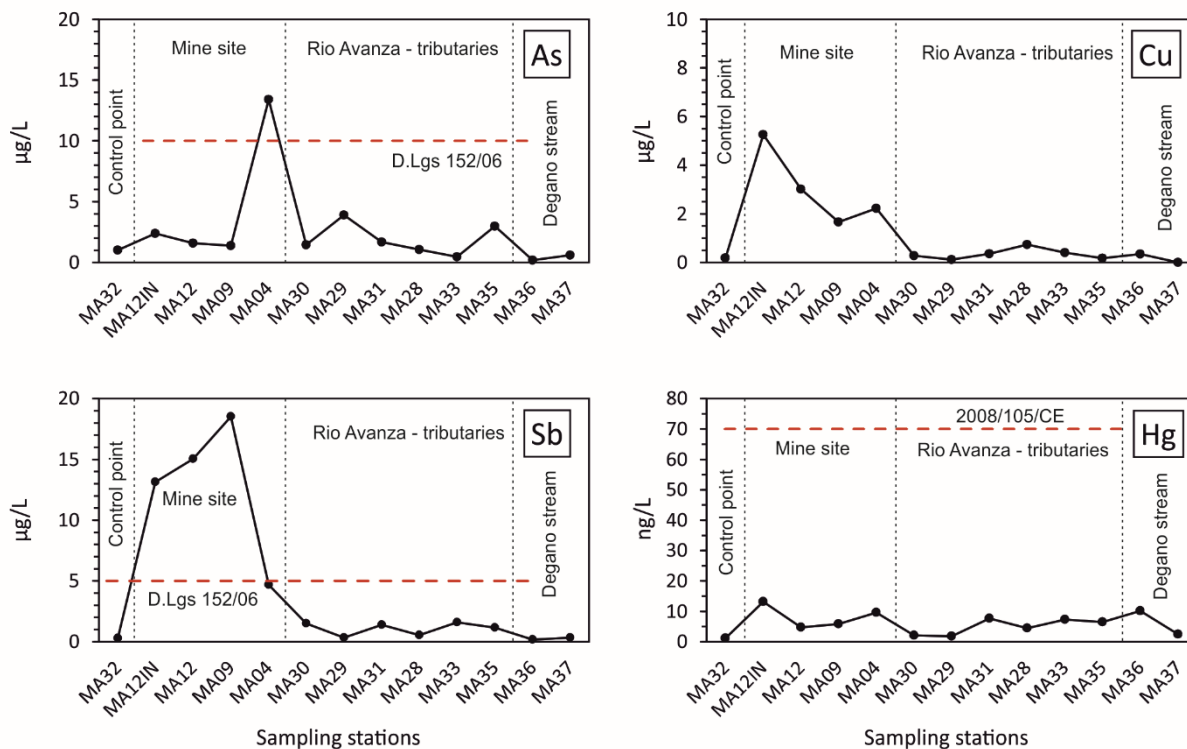 20
15
10
5
0
µg/L
Control point
Mine site
Rio Avanza - tributaries
As
D.Lgs 152/06
Degano stream
MA32
MA12IN
MA12
MA09
MA04
MA30
MA29
MA31
MA28
MA33
MA35
MA36
MA37
10
8
6
4
2
0
µg/L
Control point
Mine site
Rio Avanza - tributaries
Cu
Degano stream
MA32
MA12IN
MA12
MA09
MA04
MA30
MA29
MA31
MA28
MA33
MA35
MA36
MA37
20
15
10
5
0
µg/L
Control point
Mine site
Rio Avanza - tributaries
Sb
D.Lgs 152/06
Degano stream
MA32
MA12IN
MA12
MA09
MA04
MA30
MA29
MA31
MA28
MA33
MA35
MA36
MA37
Sampling stations
80
70
60
50
40
30
20
10
0
ng/L
Control point
2008/105/CE
Mine site
Rio Avanza - tributaries
Hg
Degano stream
MA32
MA12IN
MA12
MA09
MA04
MA30
MA29
MA31
MA28
MA33
MA35
MA36
MA37
Sampling stations